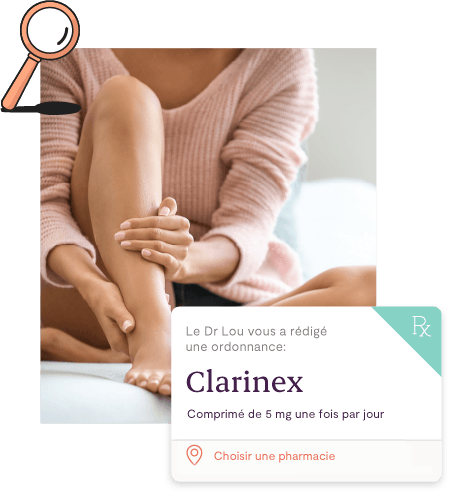 Rx
Le Dr Lou vous a rédigé
une ordonnance:
Clarinex
Comprimé de 5 mg une fois par jour
Choisir une pharmacie